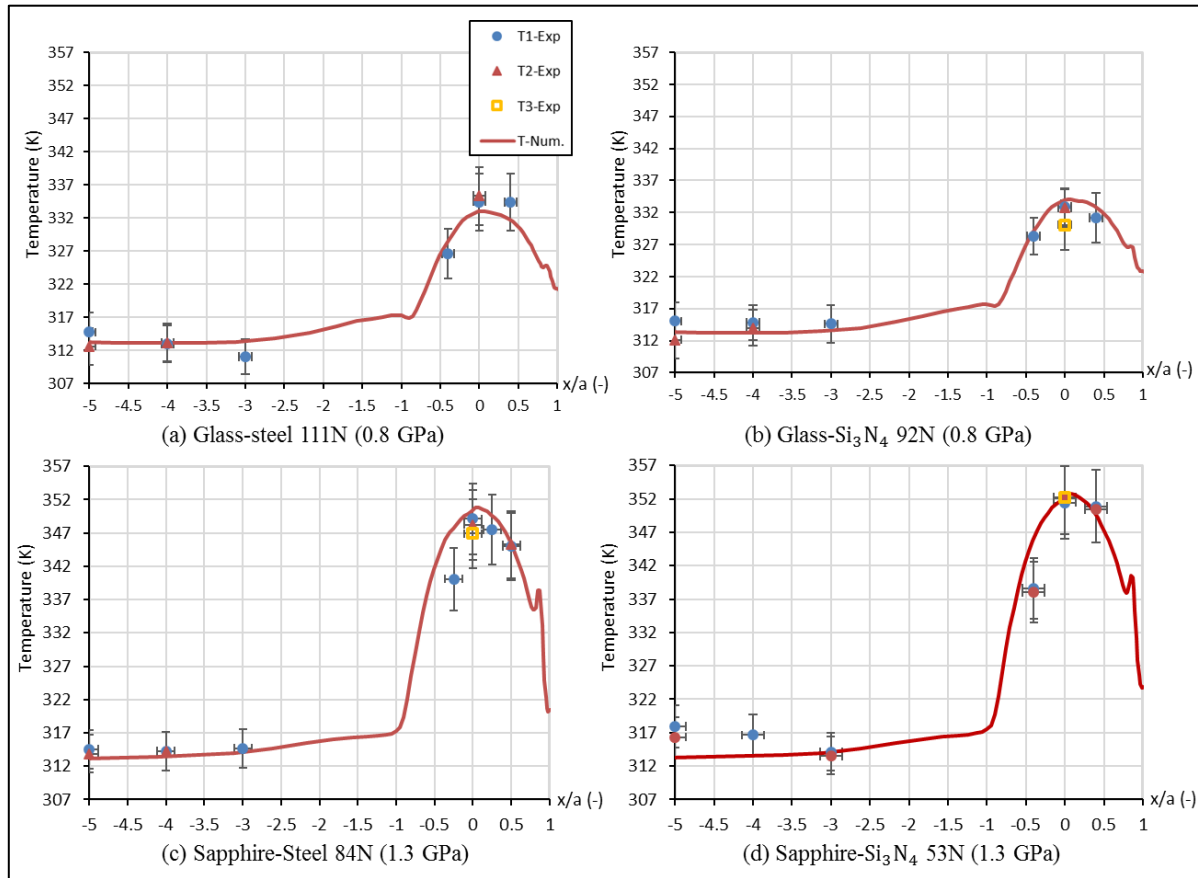 T1-Exp
T2-Exp
T3-Exp
T-Num.
Temperature (K)
357
352
347
342
337
332
327
322
317
312
307
-5 -4.5 -4 -3.5 -3 -2.5 -2 -1.5 -1 -0.5 0 0.5 1
x/a (-)
(a) Glass-steel 111N (0.8 GPa)
Temperature (K)
357
352
347
342
337
332
327
322
317
312
307
-5 -4.5 -4 -3.5 -3 -2.5 -2 -1.5 -1 -0.5 0 0.5 1
x/a (-)
(b) Glass-Si₃N₄ 92N (0.8 GPa)
Temperature (K)
357
352
347
342
337
332
327
322
317
312
307
-5 -4.5 -4 -3.5 -3 -2.5 -2 -1.5 -1 -0.5 0 0.5 1
x/a (-)
(c) Sapphire-Steel 84N (1.3 GPa)
Temperature (K)
357
352
347
342
337
332
327
322
317
312
307
-5 -4.5 -4 -3.5 -3 -2.5 -2 -1.5 -1 -0.5 0 0.5 1
x/a (-)
(d) Sapphire-Si₃N₄ 53N (1.3 GPa)